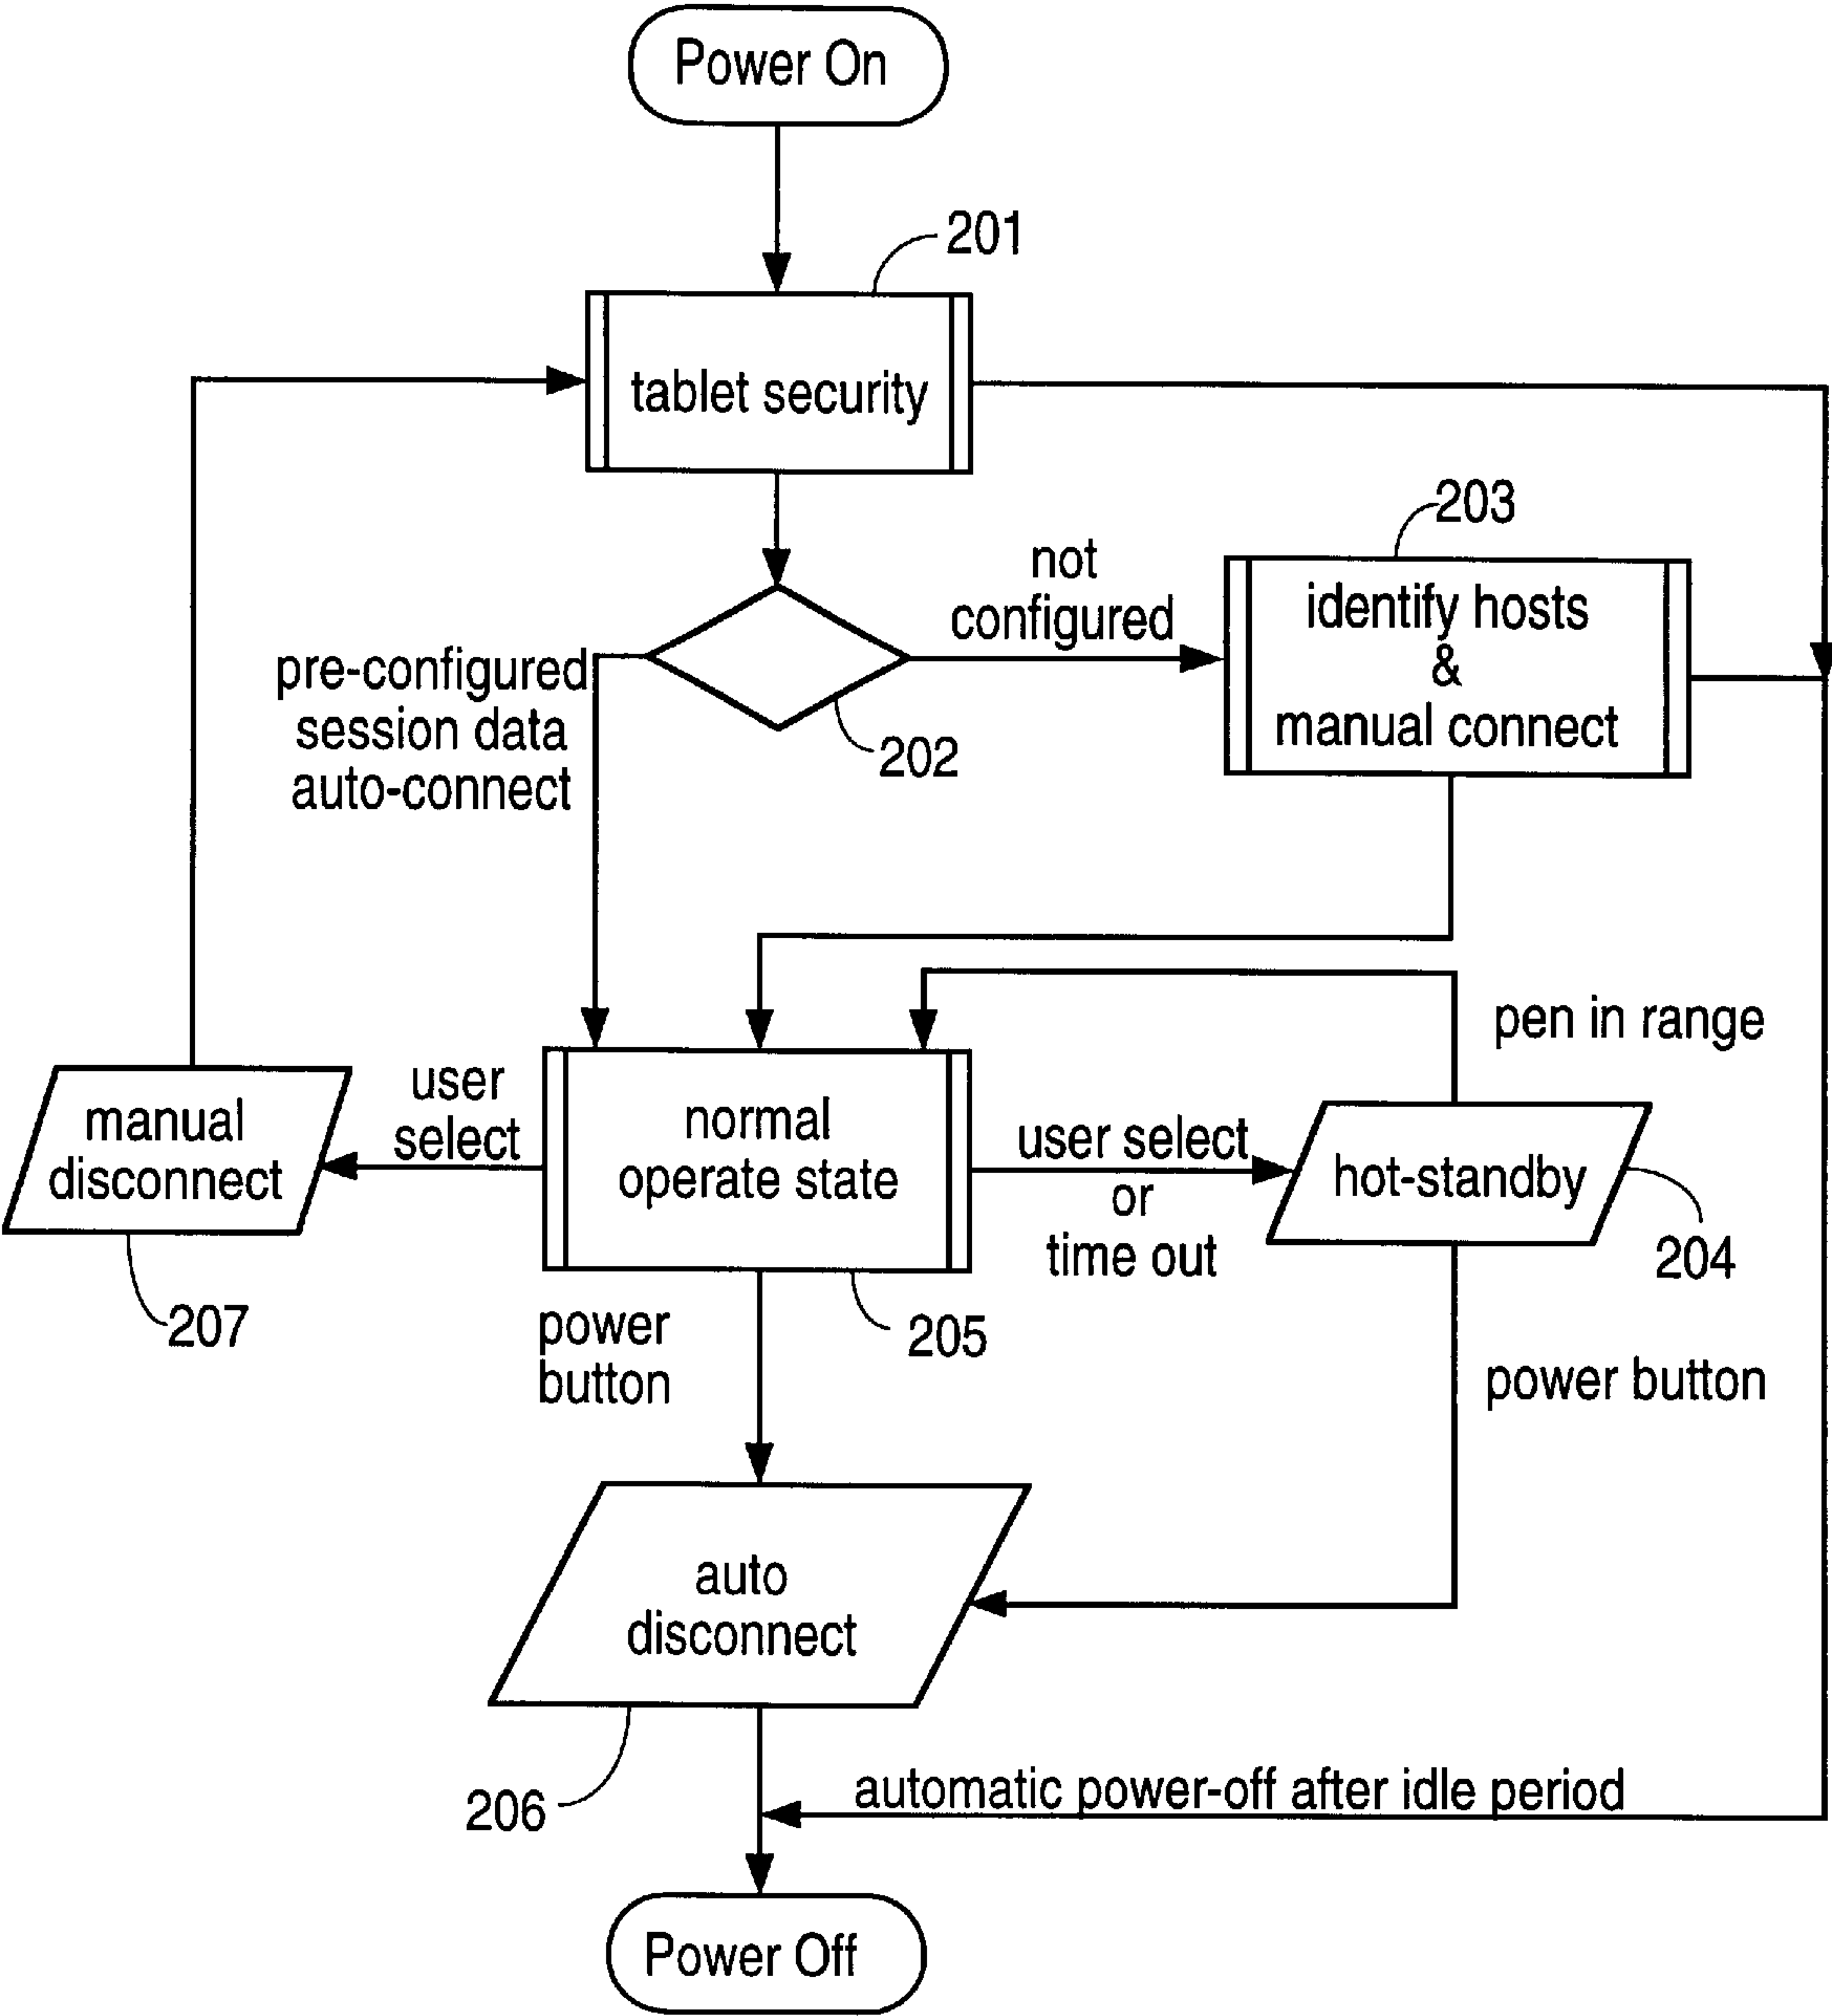 Power On
201
tablet security
203
not
configured
identify hosts
&
manual connect
pre-configured
session data
auto-connect
202
pen in range
manual
disconnect
user
select
normal
operate state
user select
or
time out
hot-standby
204
207
205
power
button
power button
auto
disconnect
206
automatic power-off after idle period
Power Off